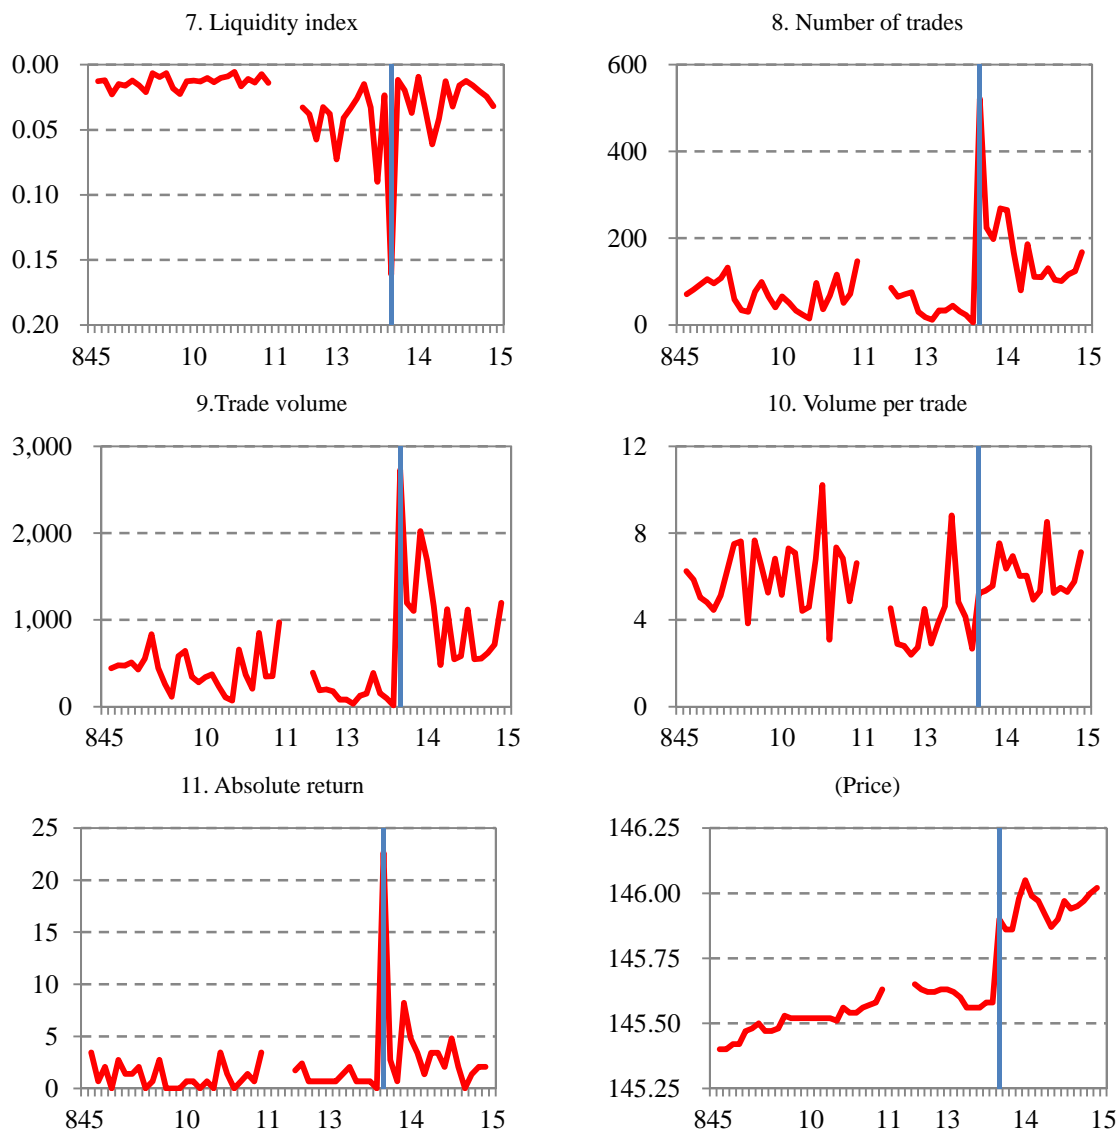 7. Liquidity index
0.00
0.05
0.10
0.15
0.20
845 10 11 13 14 15
8. Number of trades
600
400
200
0
845 10 11 13 14 15
9.Trade volume
3,000
2,000
1,000
0
845 10 11 13 14 15
10. Volume per trade
12
8
4
0
845 10 11 13 14 15
11. Absolute return
25
20
15
10
5
0
845 10 11 13 14 15
(Price)
146.25
146.00
145.75
145.50
145.25
845 10 11 13 14 15